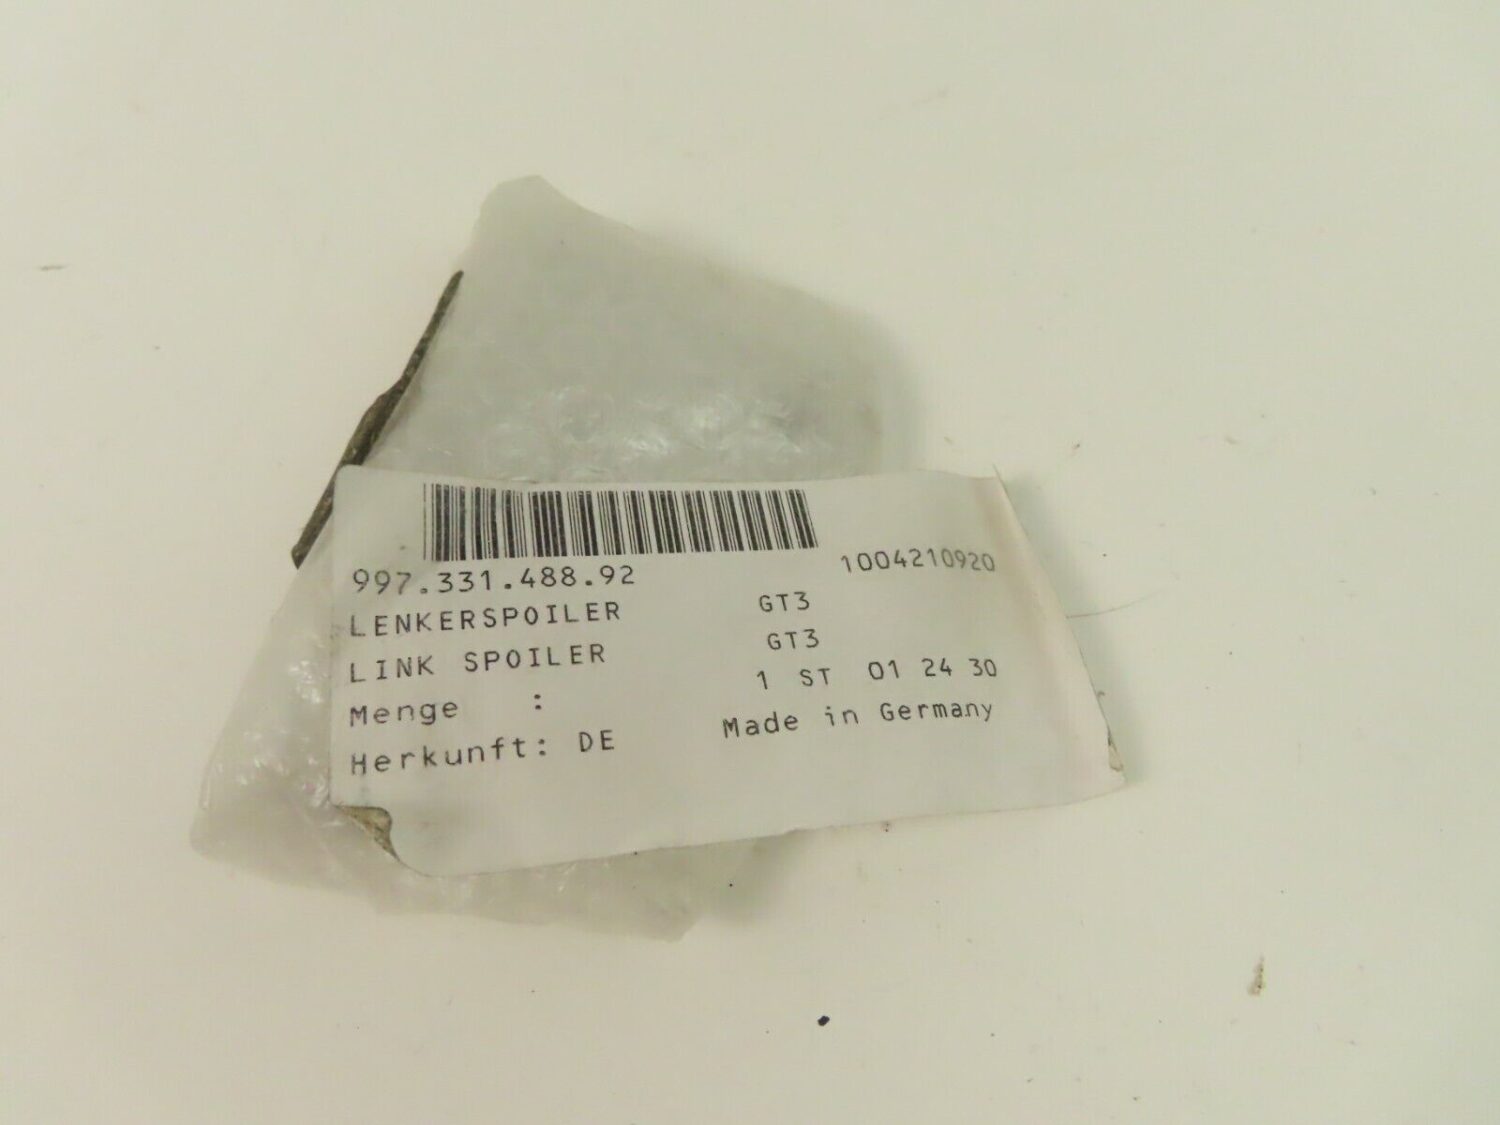 997.331.488.92 1004210920
LENKERSPOILER GT3
LINK SPOILER GT3
Menge : 1 ST 01 24 30
Herkunft: DE Made in Germany